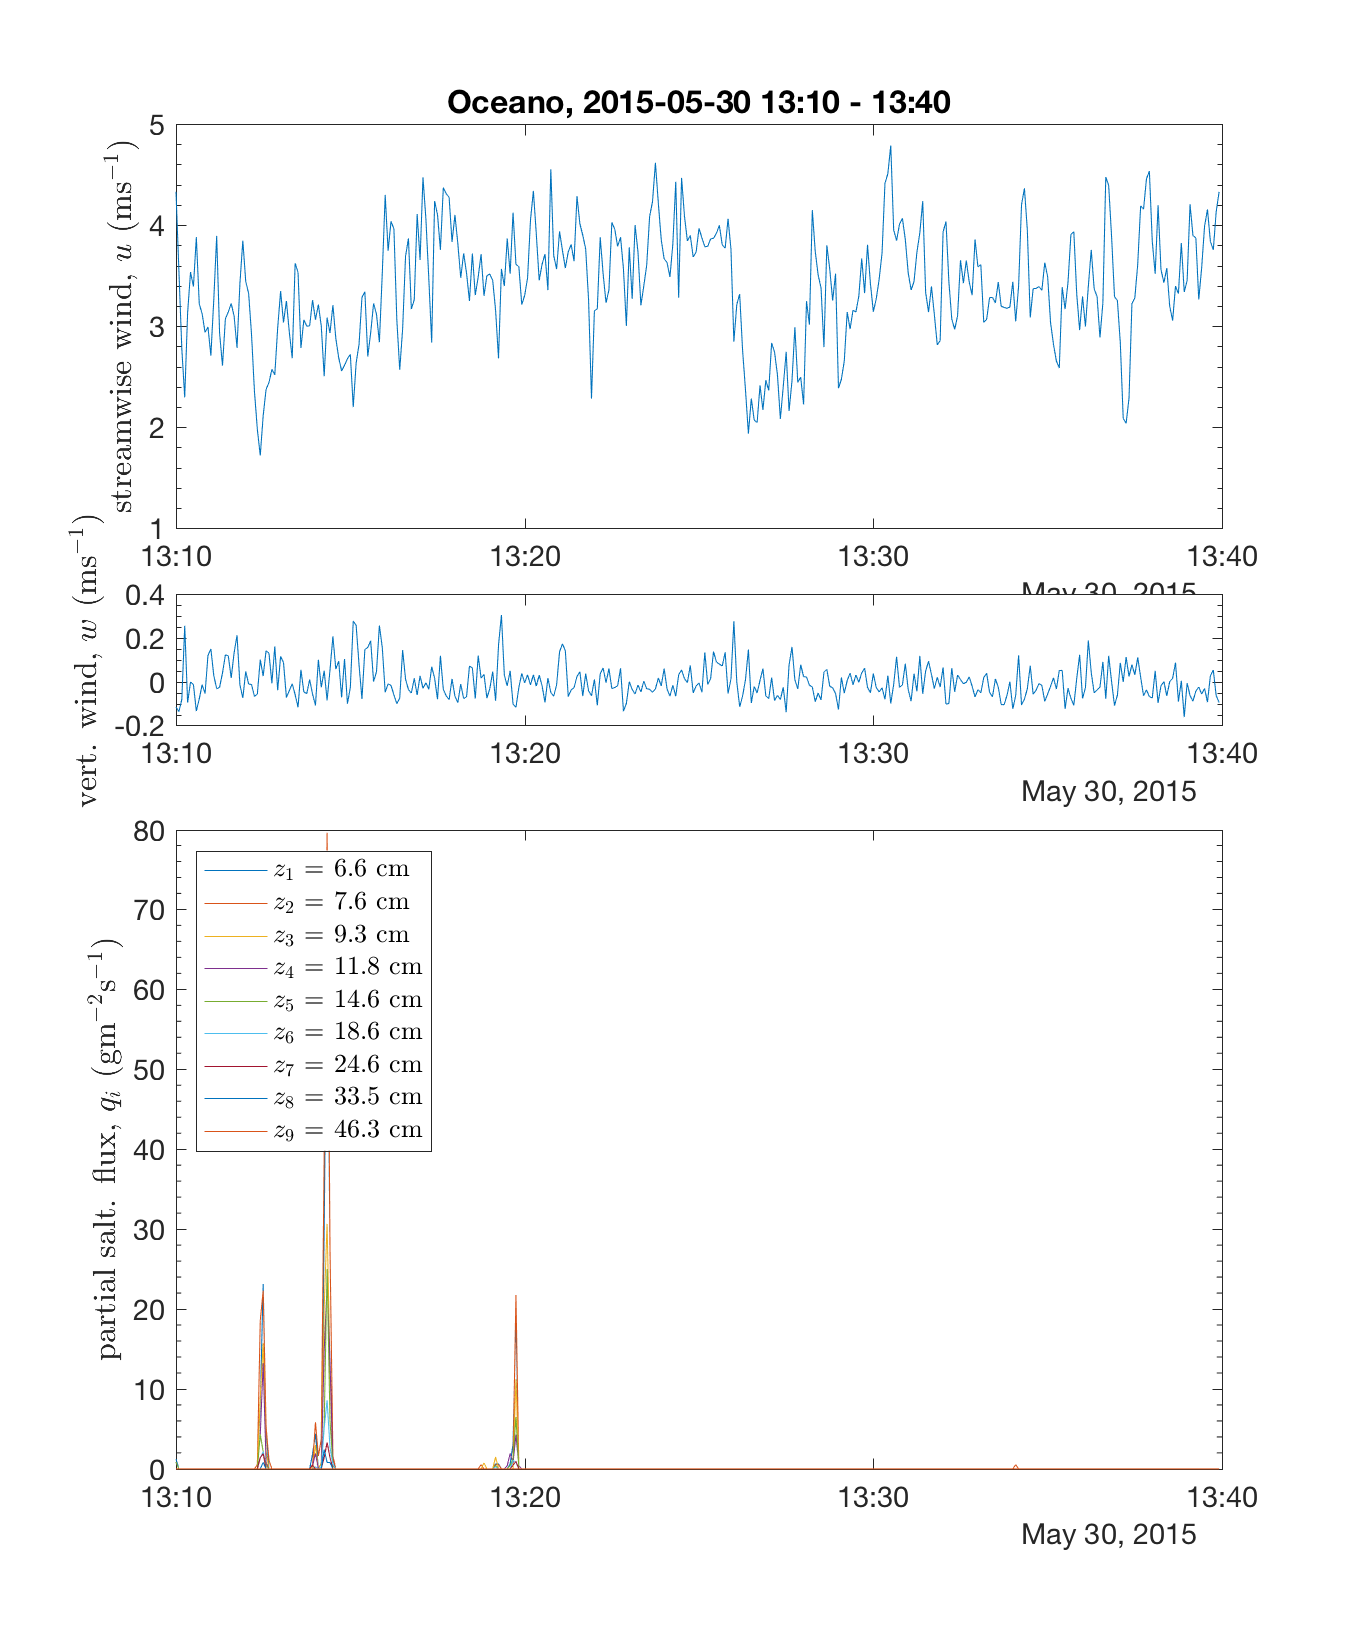 Oceano, 2015-05-30 13:10 - 13:40
streamwise wind, u (ms⁻¹)
5
4
3
2
1
13:10 13:20 13:30 13:40
May 30, 2015
vert. wind, w (ms⁻¹)
0.4
0.2
0
-0.2
13:10 13:20 13:30 13:40
May 30, 2015
partial salt. flux, qᵢ (gm⁻²s⁻¹)
80
70
60
50
40
30
20
10
0
z₁ = 6.6 cm
z₂ = 7.6 cm
z₃ = 9.3 cm
z₄ = 11.8 cm
z₅ = 14.6 cm
z₆ = 18.6 cm
z₇ = 24.6 cm
z₈ = 33.5 cm
z₉ = 46.3 cm
13:10 13:20 13:30 13:40
May 30, 2015